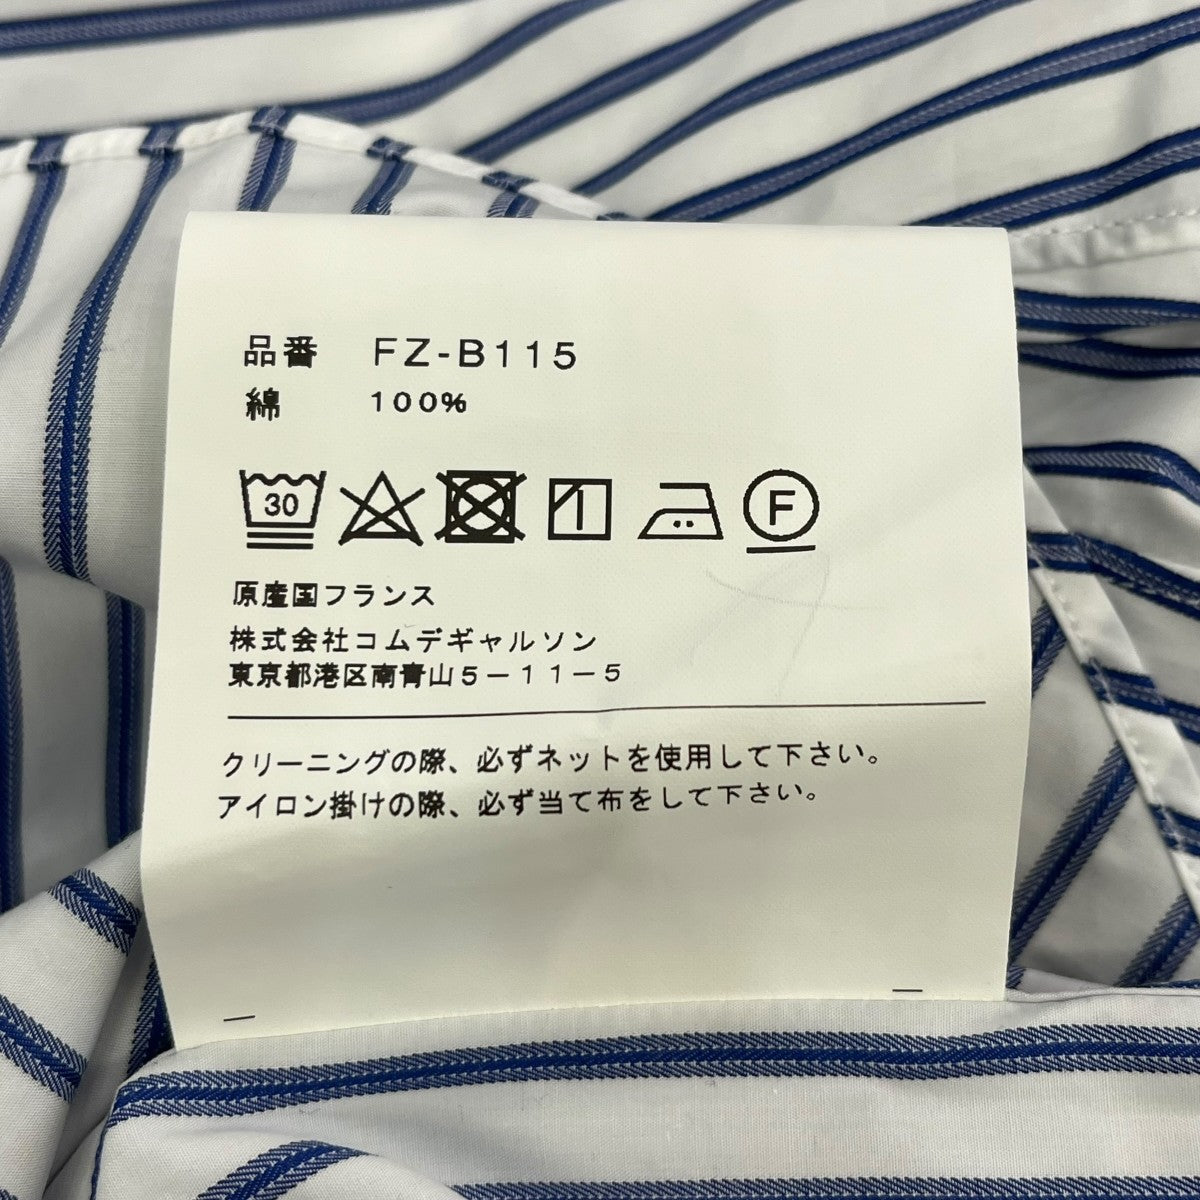 品番 FZ-B115
綿 100%
30 F
原産国フランス
株式会社コムデギャルソン
東京都港区南青山5-11-5
クリーニングの際、必ずネットを使用して下さい。
アイロン掛けの際、必ず当て布をして下さい。